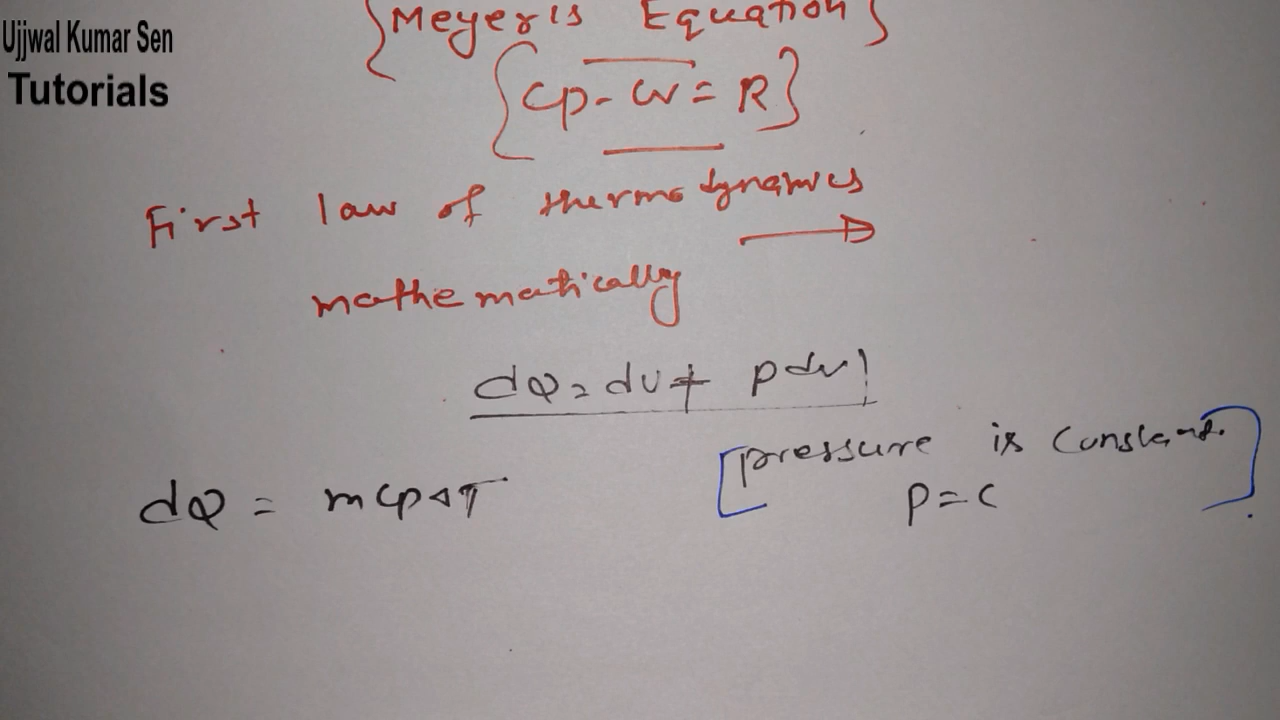 Ujjwal Kumar Sen
Tutorials
{Meyer's Equation}
{Cp - Cv = R}
First law of thermodynamics
mathematically
dQ = dU + pdv
dQ = mCpΔT
[pressure is constant.
P = C ]